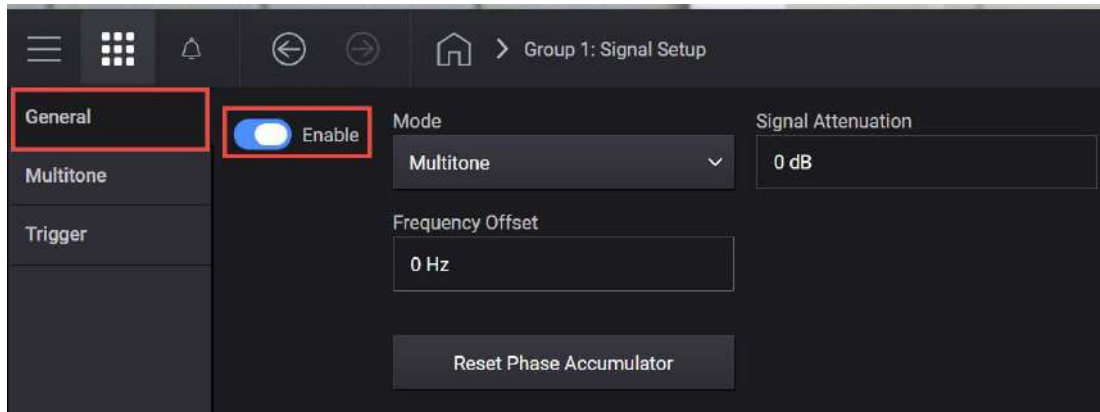 Group 1: Signal Setup
General
Multitone
Trigger
Enable
Mode
Multitone
Signal Attenuation
0 dB
Frequency Offset
0 Hz
Reset Phase Accumulator